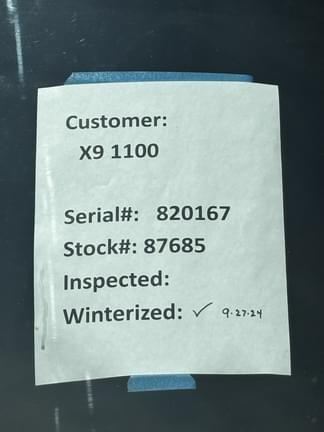 Customer:
X9 1100
Serial#: 820167
Stock#: 87685
Inspected:
Winterized: ✓ 9.27.24